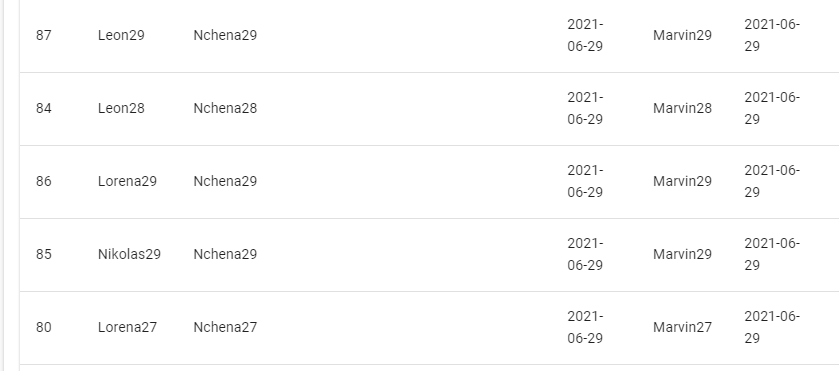 87 Leon29 Nchena29 2021- Marvin29 2021-06-
06-29 29
84 Leon28 Nchena28 2021- Marvin28 2021-06-
06-29 29
86 Lorena29 Nchena29 2021- Marvin29 2021-06-
06-29 29
85 Nikolas29 Nchena29 2021- Marvin29 2021-06-
06-29 29
80 Lorena27 Nchena27 2021- Marvin27 2021-06-
06-29 29